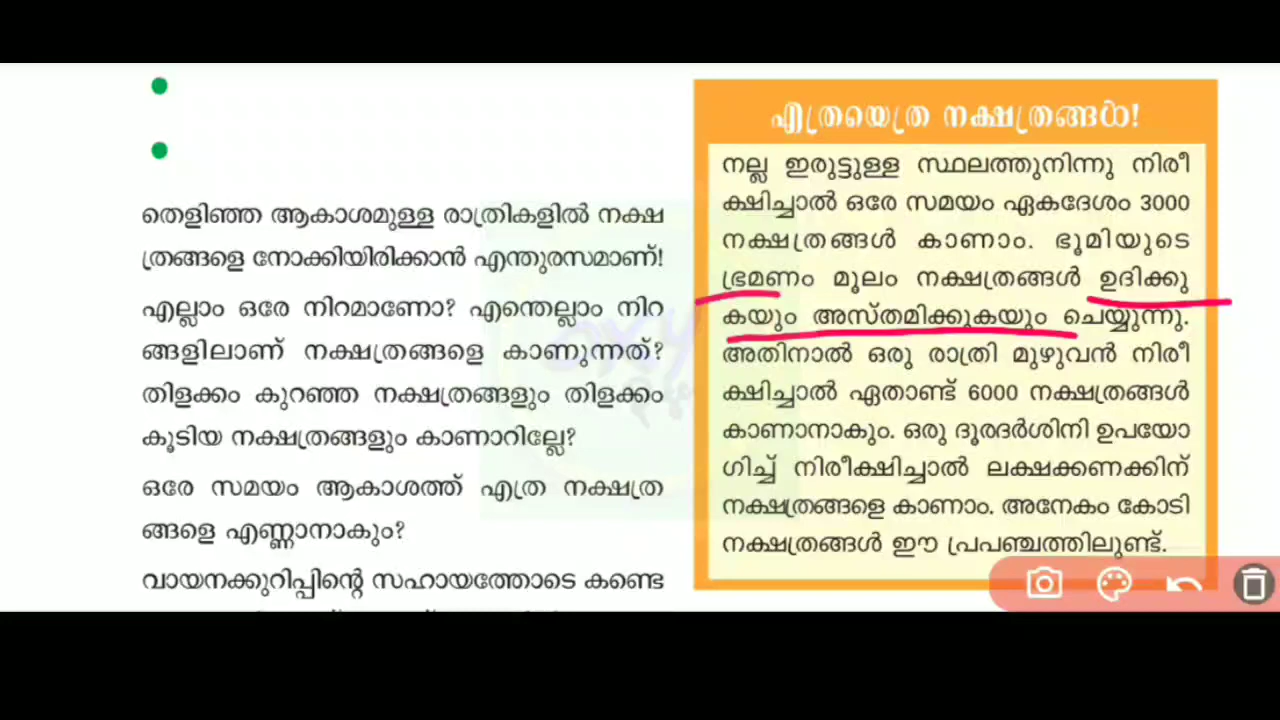 തെളിഞ്ഞ ആകാശമുള്ള രാത്രികളിൽ നക്ഷ
ത്രങ്ങളെ നോക്കിയിരിക്കാൻ എന്തുരസമാണ്!
എല്ലാം ഒരേ നിറമാണോ? എന്തെല്ലാം നിറ
ങ്ങളിലാണ് നക്ഷത്രങ്ങളെ കാണുന്നത്?
തിളക്കം കുറഞ്ഞ നക്ഷത്രങ്ങളും തിളക്കം
കൂടിയ നക്ഷത്രങ്ങളും കാണാറില്ലേ?
ഒരേ സമയം ആകാശത്ത് എത്ര നക്ഷത്ര
ങ്ങളെ എണ്ണാനാകും?
വായനക്കുറിപ്പിന്റെ സഹായത്തോടെ കണ്ടെ
എത്രയെത്ര നക്ഷത്രങ്ങൾ!
നല്ല ഇരുട്ടുള്ള സ്ഥലത്തുനിന്നു നിരീ
ക്ഷിച്ചാൽ ഒരേ സമയം ഏകദേശം 3000
നക്ഷത്രങ്ങൾ കാണാം. ഭൂമിയുടെ
ഭ്രമണം മൂലം നക്ഷത്രങ്ങൾ ഉദിക്കു
കയും അസ്തമിക്കുകയും ചെയ്യുന്നു.
അതിനാൽ ഒരു രാത്രി മുഴുവൻ നിരീ
ക്ഷിച്ചാൽ ഏതാണ്ട് 6000 നക്ഷത്രങ്ങൾ
കാണാനാകും. ഒരു ദൂരദർശിനി ഉപയോ
ഗിച്ച് നിരീക്ഷിച്ചാൽ ലക്ഷക്കണക്കിന്
നക്ഷത്രങ്ങളെ കാണാം. അനേകം കോടി
നക്ഷത്രങ്ങൾ ഈ പ്രപഞ്ചത്തിലുണ്ട്.